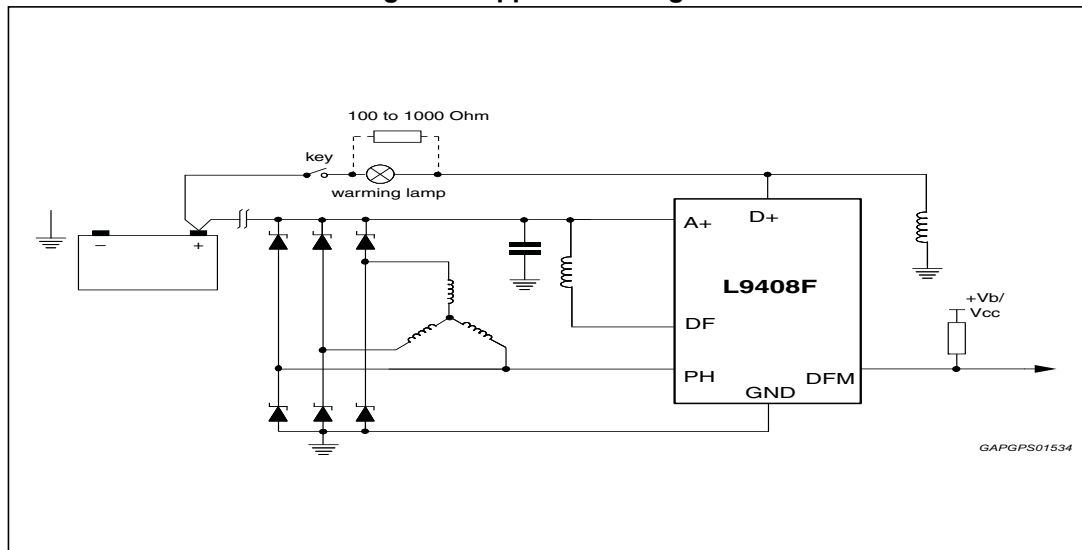 100 to 1000 Ohm
key
warming lamp
A+
D+
− +
L9408F
+Vb/
Vcc
DF
PH
DFM
GND
GAPGPS01534